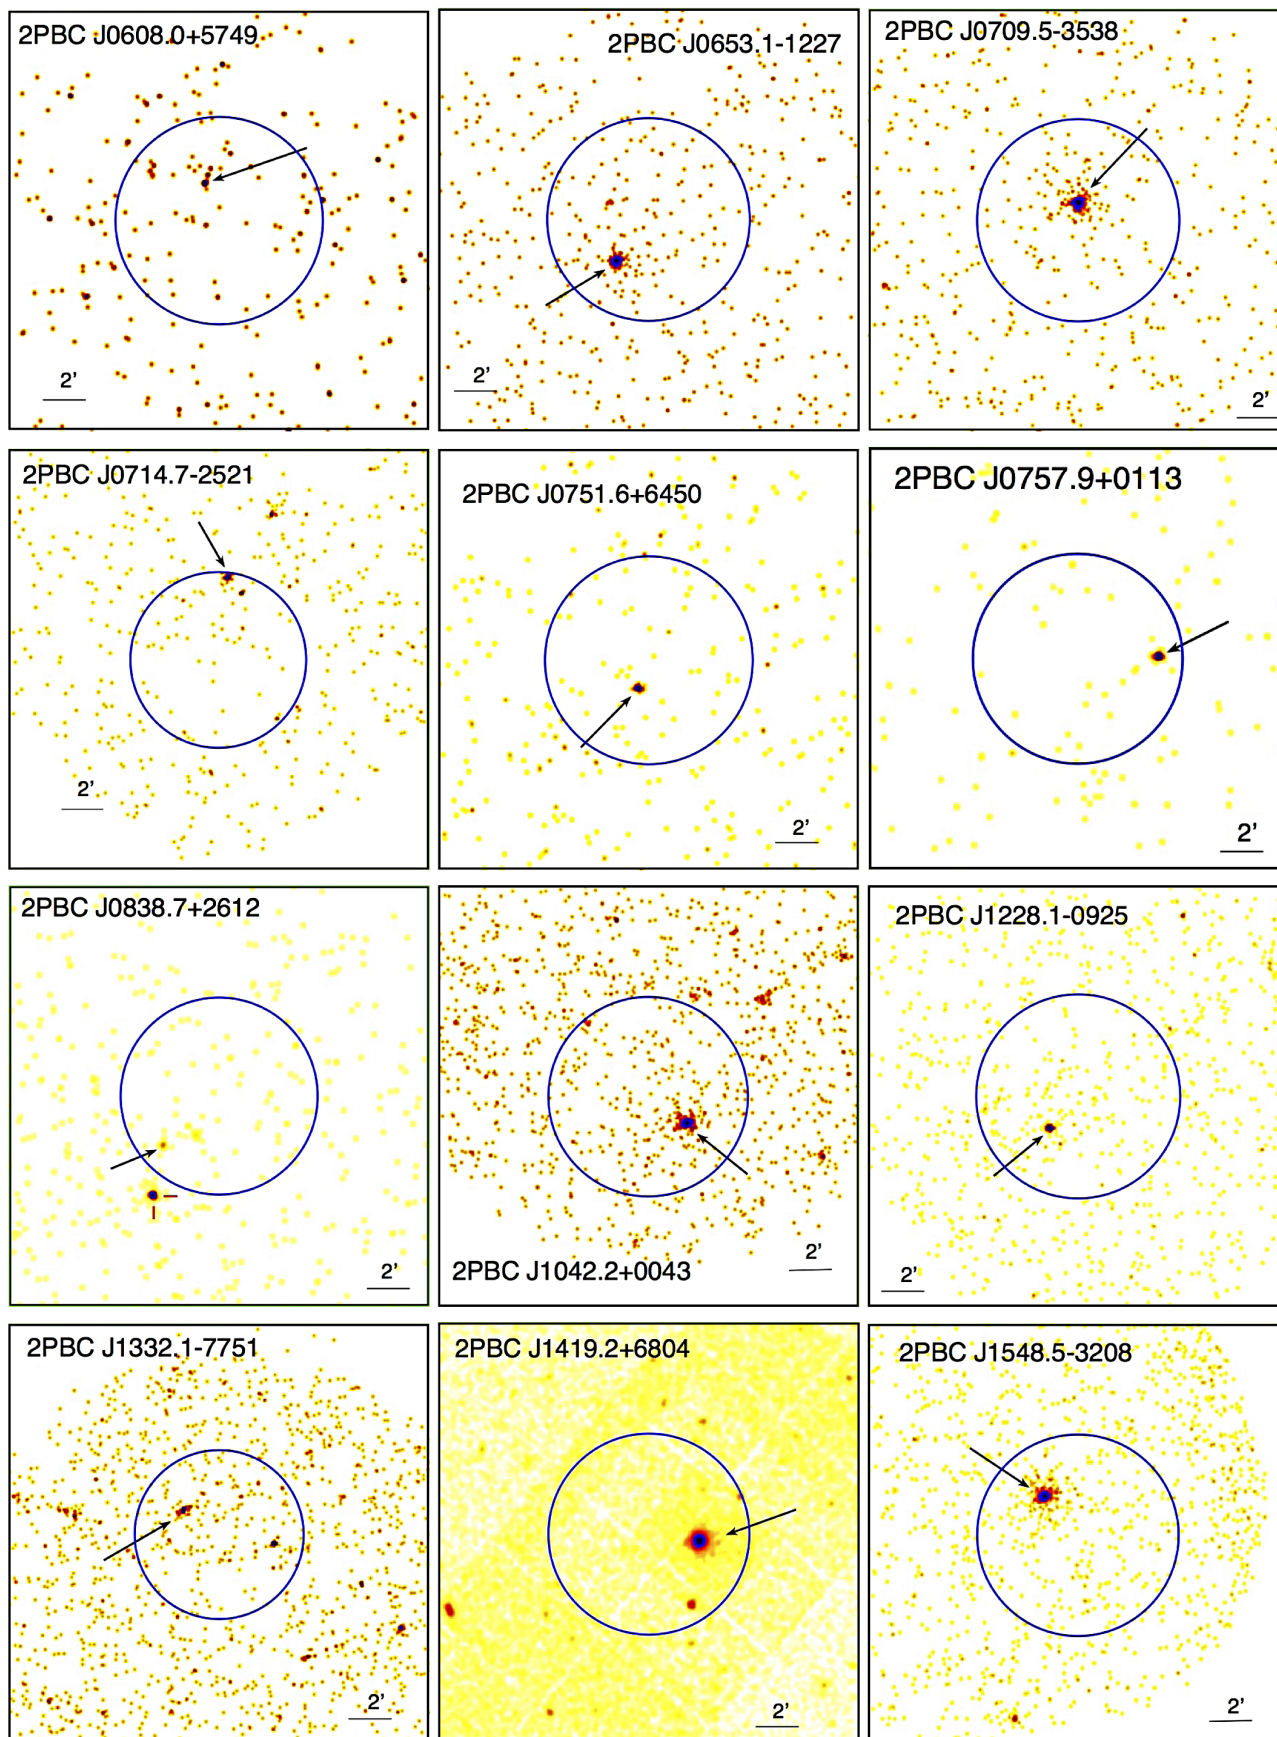 2PBC J0608.0+5749
2'
2PBC J0653.1-1227
2'
2PBC J0709.5-3538
2'
2PBC J0714.7-2521
2'
2PBC J0751.6+6450
2'
2PBC J0757.9+0113
2'
2PBC J0838.7+2612
2'
2PBC J1042.2+0043
2'
2PBC J1228.1-0925
2'
2PBC J1332.1-7751
2'
2PBC J1419.2+6804
2'
2PBC J1548.5-3208
2'